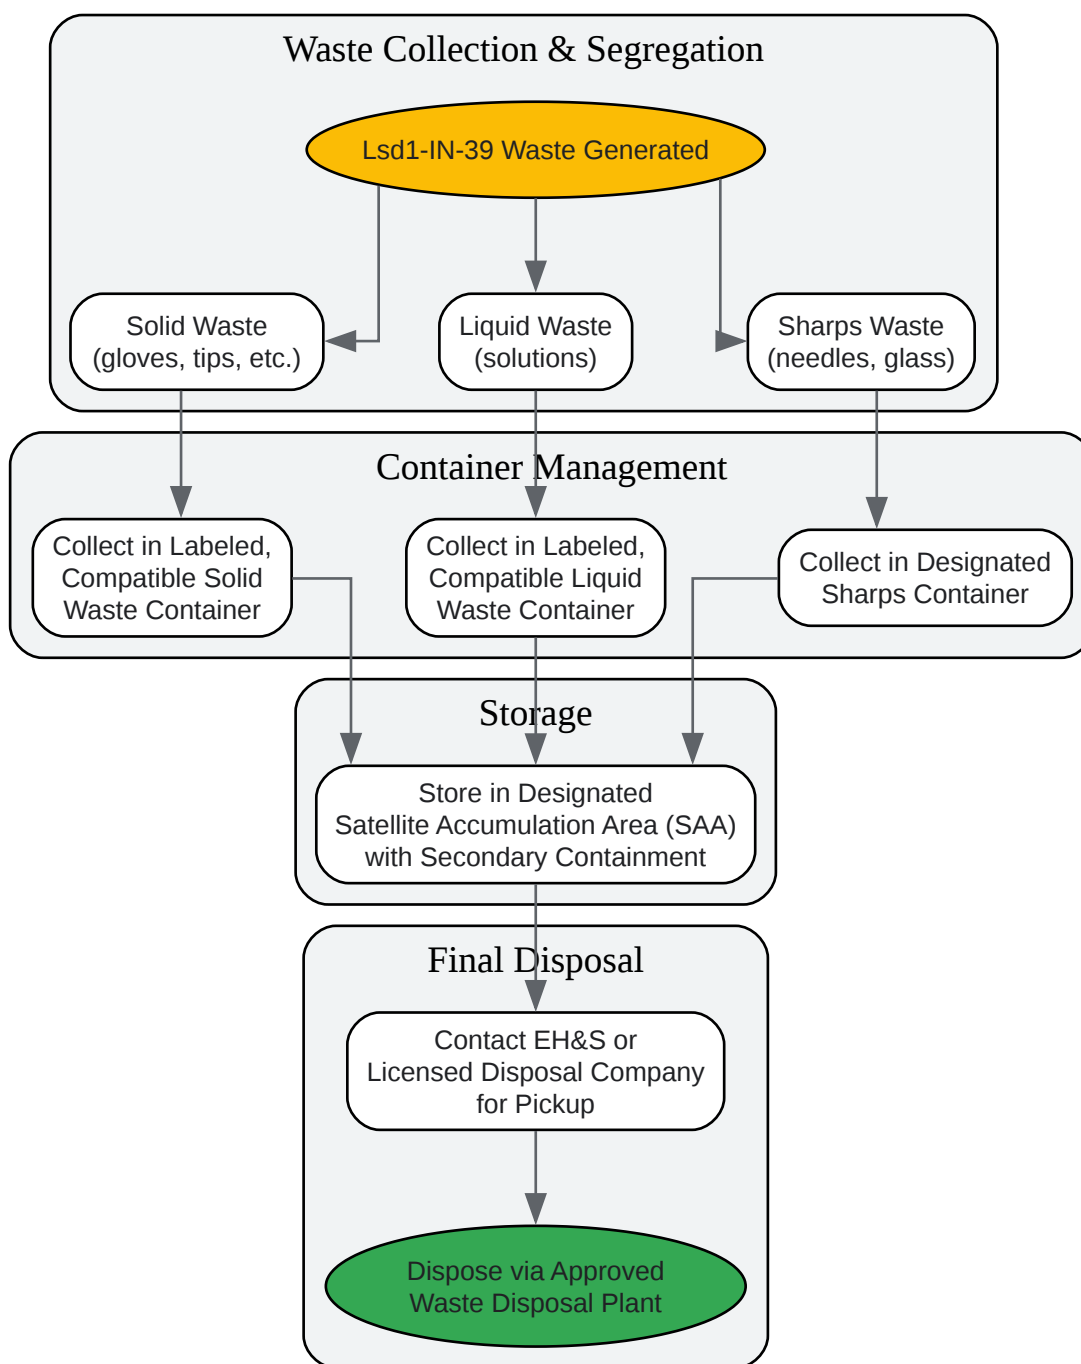 Waste Collection & Segregation
Lsd1-IN-39 Waste Generated
Solid Waste
(gloves, tips, etc.)
Liquid Waste
(solutions)
Sharps Waste
(needles, glass)
Container Management
Collect in Labeled,
Compatible Solid
Waste Container
Collect in Labeled,
Compatible Liquid
Waste Container
Collect in Designated
Sharps Container
Storage
Store in Designated
Satellite Accumulation Area (SAA)
with Secondary Containment
Final Disposal
Contact EH&S or
Licensed Disposal Company
for Pickup
Dispose via Approved
Waste Disposal Plant